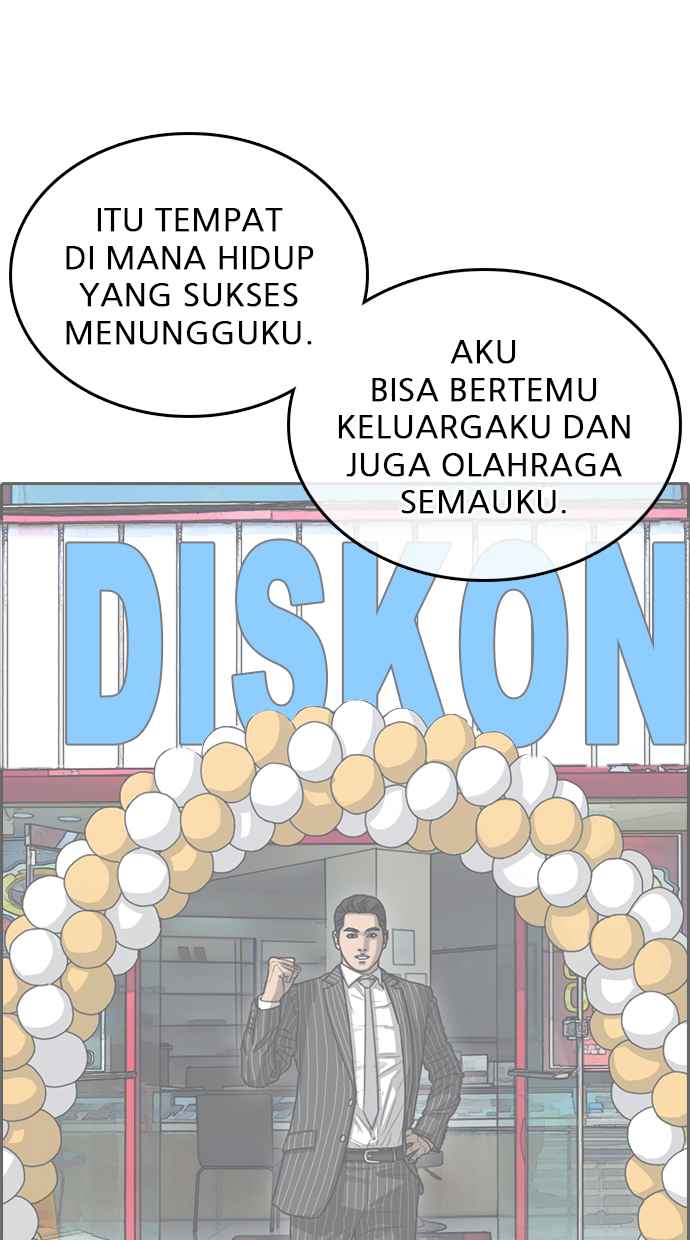 ITU TEMPAT
DI MANA HIDUP
YANG SUKSES
MENUNGGUKU.
AKU
BISA BERTEMU
KELUARGAKU DAN
JUGA OLAHRAGA
SEMAUKU.
DISKON